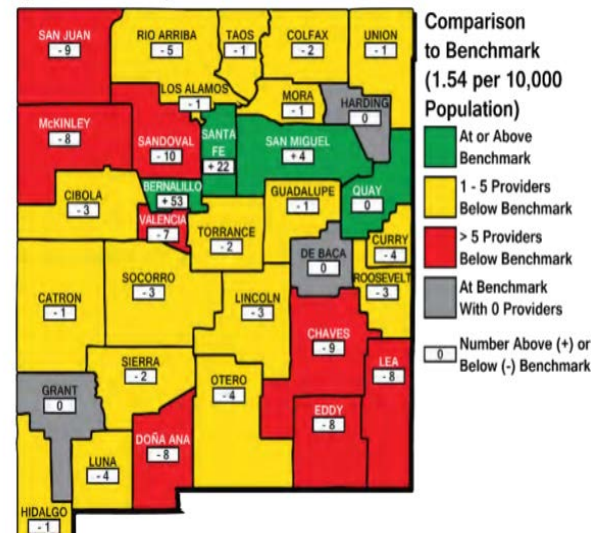 SAN JUAN
- 9
RIO ARRIBA
- 5
TAOS
- 1
COLFAX
- 2
UNION
- 1
LOS ALAMOS
- 1
MORA
- 1
HARDING
0
McKINLEY
- 8
SANDOVAL
- 10
SANTA
FE
+ 22
SAN MIGUEL
+ 4
CIBOLA
- 3
BERNALILLO
+ 53
VALENCIA
- 7
TORRANCE
- 2
GUADALUPE
- 1
QUAY
0
CURRY
- 4
DE BACA
0
ROOSEVELT
- 3
CATRON
- 1
SOCORRO
- 3
LINCOLN
- 3
CHAVES
- 9
LEA
- 8
SIERRA
- 2
OTERO
- 4
EDDY
- 8
GRANT
0
DOÑA ANA
- 8
LUNA
- 4
HIDALGO
- 1
Comparison
to Benchmark
(1.54 per 10,000
Population)
At or Above
Benchmark
1 - 5 Providers
Below Benchmark
> 5 Providers
Below Benchmark
At Benchmark
With 0 Providers
0
Number Above (+) or
Below (-) Benchmark